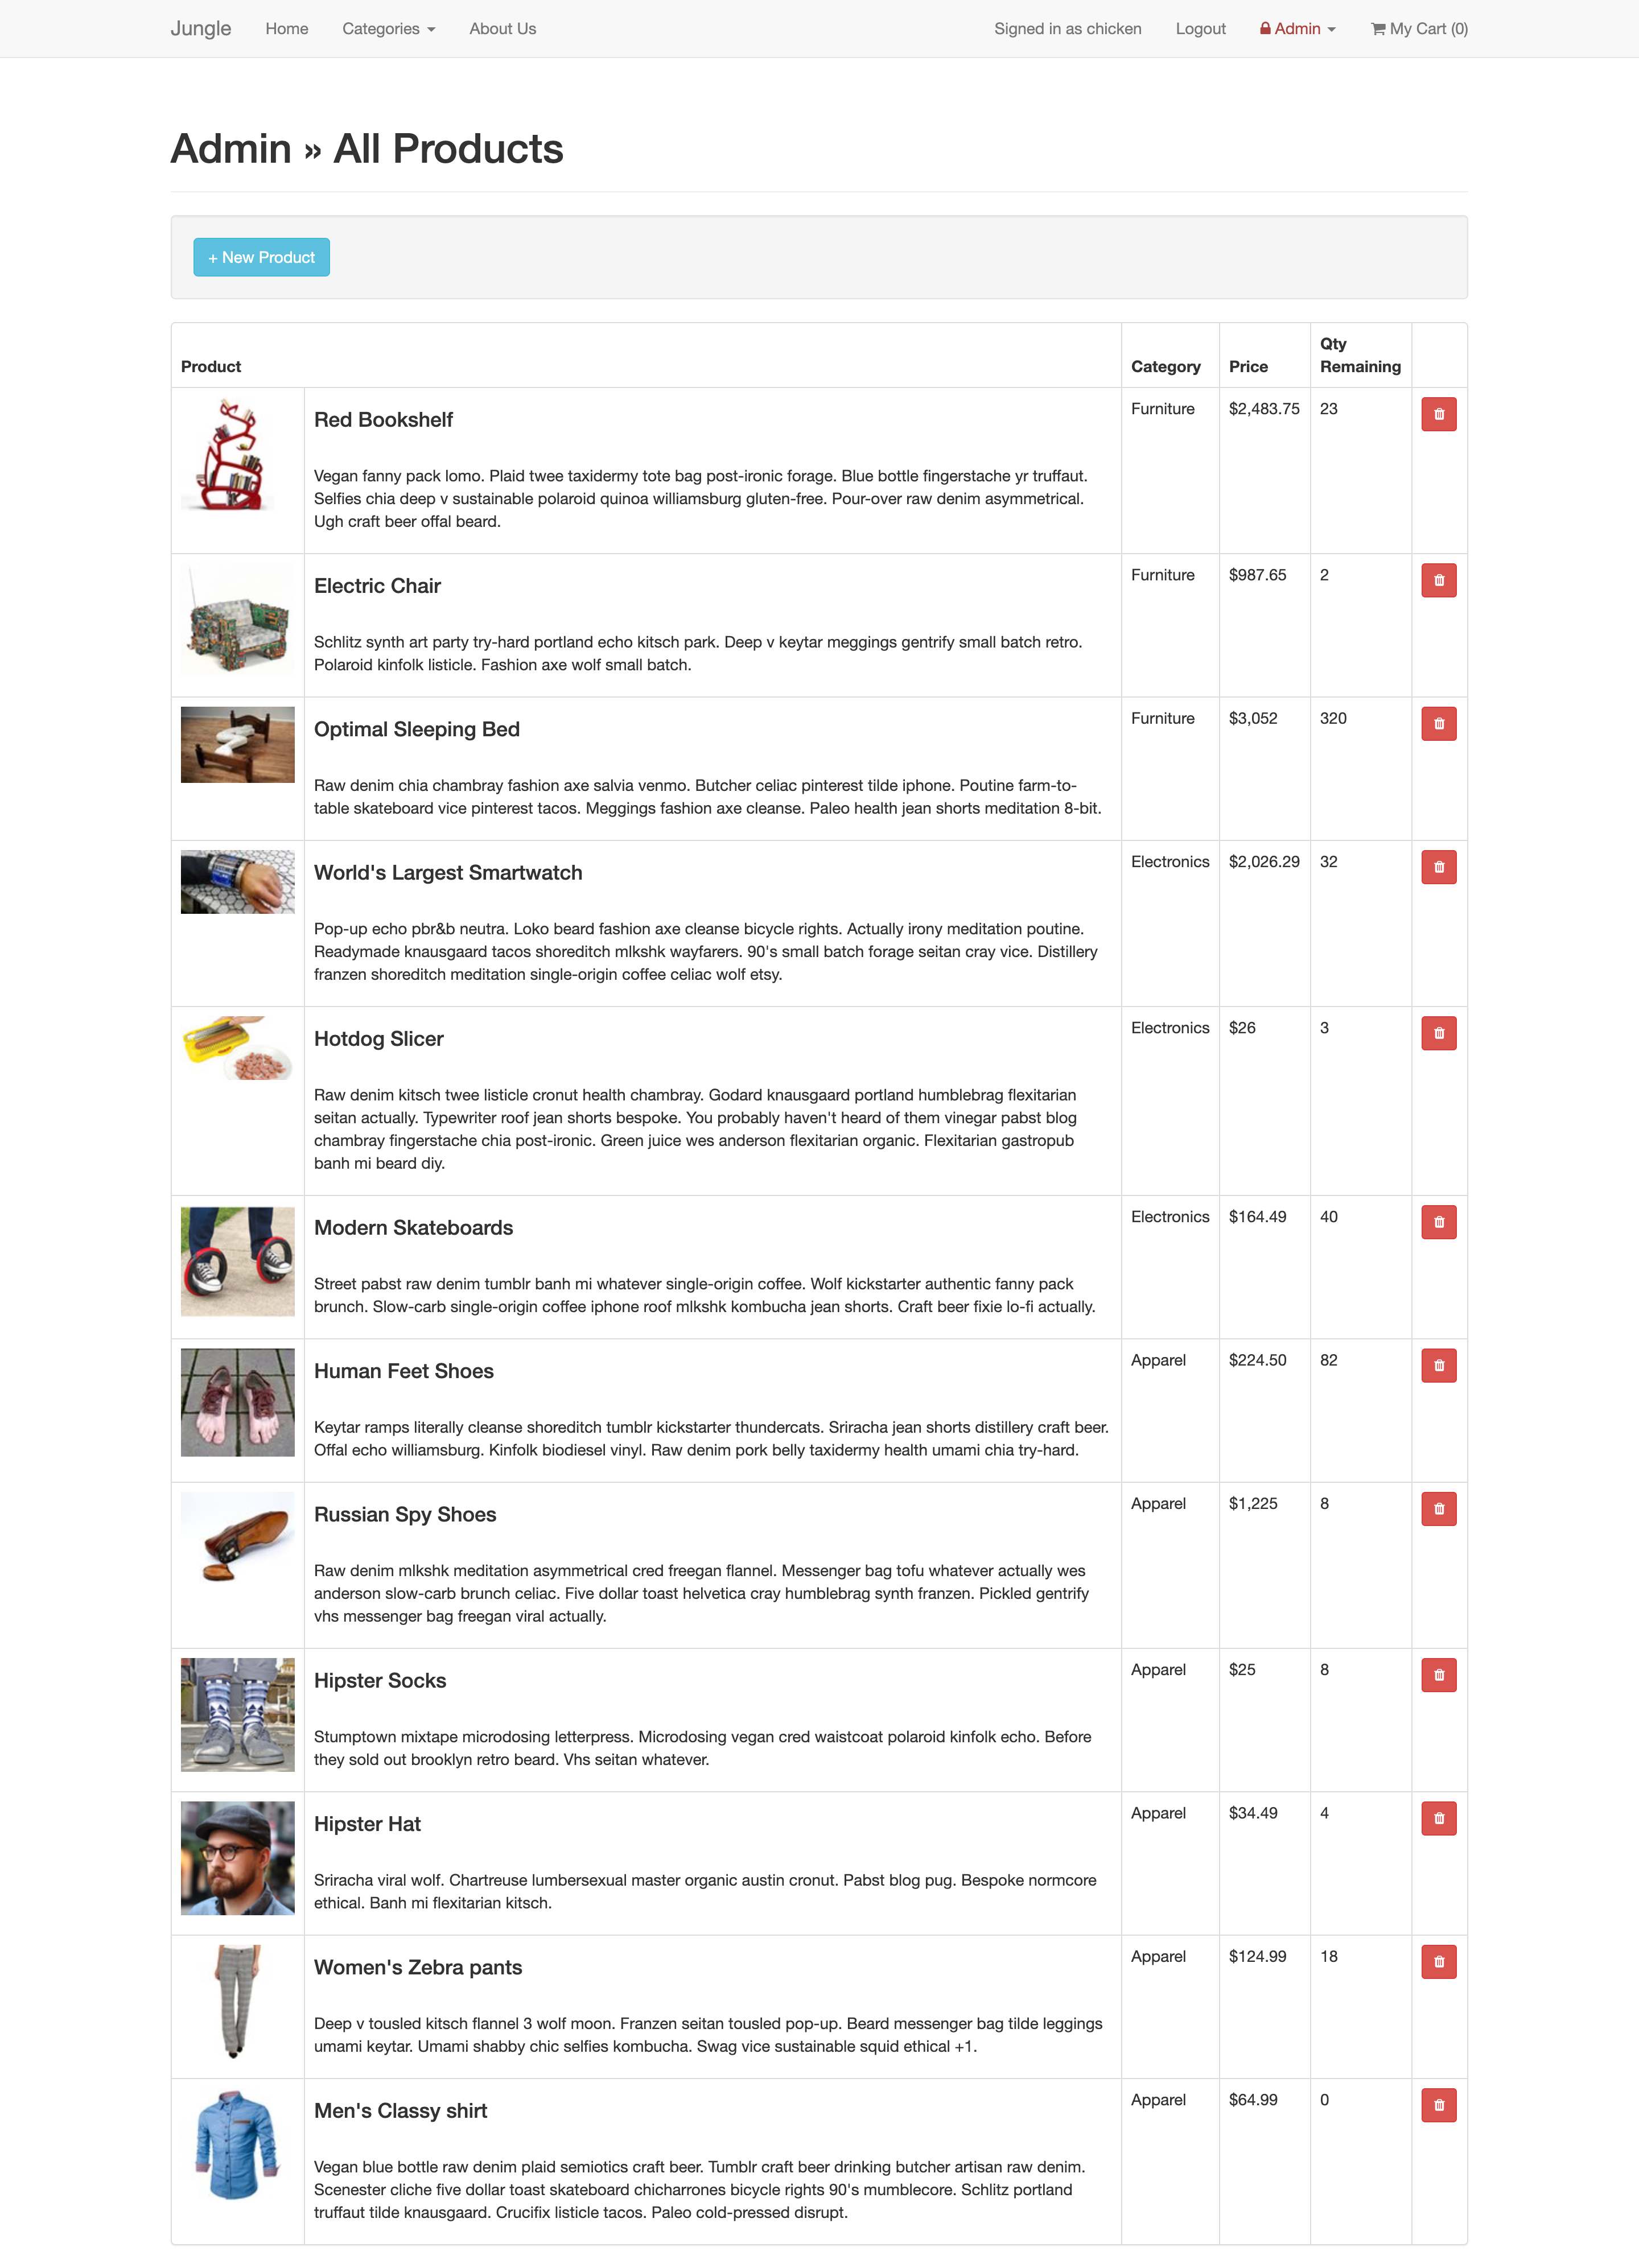 Jungle Home Categories About Us Signed in as chicken Logout Admin My Cart (0)
Admin » All Products
+ New Product
Product Category Price Qty Remaining
Red Bookshelf Furniture $2,483.75 23
Vegan fanny pack lomo. Plaid twee taxidermy tote bag post-ironic forage. Blue bottle fingerstache yr truffaut.
Selfies chia deep v sustainable polaroid quinoa williamsburg gluten-free. Pour-over raw denim asymmetrical.
Ugh craft beer offal beard.
Electric Chair Furniture $987.65 2
Schlitz synth art party try-hard portland echo kitsch park. Deep v keytar meggings gentrify small batch retro.
Polaroid kinfolk listicle. Fashion axe wolf small batch.
Optimal Sleeping Bed Furniture $3,052 320
Raw denim chia chambray fashion axe salvia venmo. Butcher celiac pinterest tilde iphone. Poutine farm-to-
table skateboard vice pinterest tacos. Meggings fashion axe cleanse. Paleo health jean shorts meditation 8-bit.
World's Largest Smartwatch Electronics $2,026.29 32
Pop-up echo pbr&b neutra. Loko beard fashion axe cleanse bicycle rights. Actually irony meditation poutine.
Readymade knausgaard tacos shoreditch mlkshk wayfarers. 90's small batch forage seitan cray vice. Distillery
franzen shoreditch meditation single-origin coffee celiac wolf etsy.
Hotdog Slicer Electronics $26 3
Raw denim kitsch twee listicle cronut health chambray. Godard knausgaard portland humblebrag flexitarian
seitan actually. Typewriter roof jean shorts bespoke. You probably haven't heard of them vinegar pabst blog
chambray fingerstache chia post-ironic. Green juice wes anderson flexitarian organic. Flexitarian gastropub
banh mi beard diy.
Modern Skateboards Electronics $164.49 40
Street pabst raw denim tumblr banh mi whatever single-origin coffee. Wolf kickstarter authentic fanny pack
brunch. Slow-carb single-origin coffee iphone roof mlkshk kombucha jean shorts. Craft beer fixie lo-fi actually.
Human Feet Shoes Apparel $224.50 82
Keytar ramps literally cleanse shoreditch tumblr kickstarter thundercats. Sriracha jean shorts distillery craft beer.
Offal echo williamsburg. Kinfolk biodiesel vinyl. Raw denim pork belly taxidermy health umami chia try-hard.
Russian Spy Shoes Apparel $1,225 8
Raw denim mlkshk meditation asymmetrical cred freegan flannel. Messenger bag tofu whatever actually wes
anderson slow-carb brunch celiac. Five dollar toast helvetica cray humblebrag synth franzen. Pickled gentrify
vhs messenger bag freegan viral actually.
Hipster Socks Apparel $25 8
Stumptown mixtape microdosing letterpress. Microdosing vegan cred waistcoat polaroid kinfolk echo. Before
they sold out brooklyn retro beard. Vhs seitan whatever.
Hipster Hat Apparel $34.49 4
Sriracha viral wolf. Chartreuse lumbersexual master organic austin cronut. Pabst blog pug. Bespoke normcore
ethical. Banh mi flexitarian kitsch.
Women's Zebra pants Apparel $124.99 18
Deep v tousled kitsch flannel 3 wolf moon. Franzen seitan tousled pop-up. Beard messenger bag tilde leggings
umami keytar. Umami shabby chic selfies kombucha. Swag vice sustainable squid ethical +1.
Men's Classy shirt Apparel $64.99 0
Vegan blue bottle raw denim plaid semiotics craft beer. Tumblr craft beer drinking butcher artisan raw denim.
Scenester cliche five dollar toast skateboard chicharrones bicycle rights 90's mumblecore. Schlitz portland
truffaut tilde knausgaard. Crucifix listicle tacos. Paleo cold-pressed disrupt.